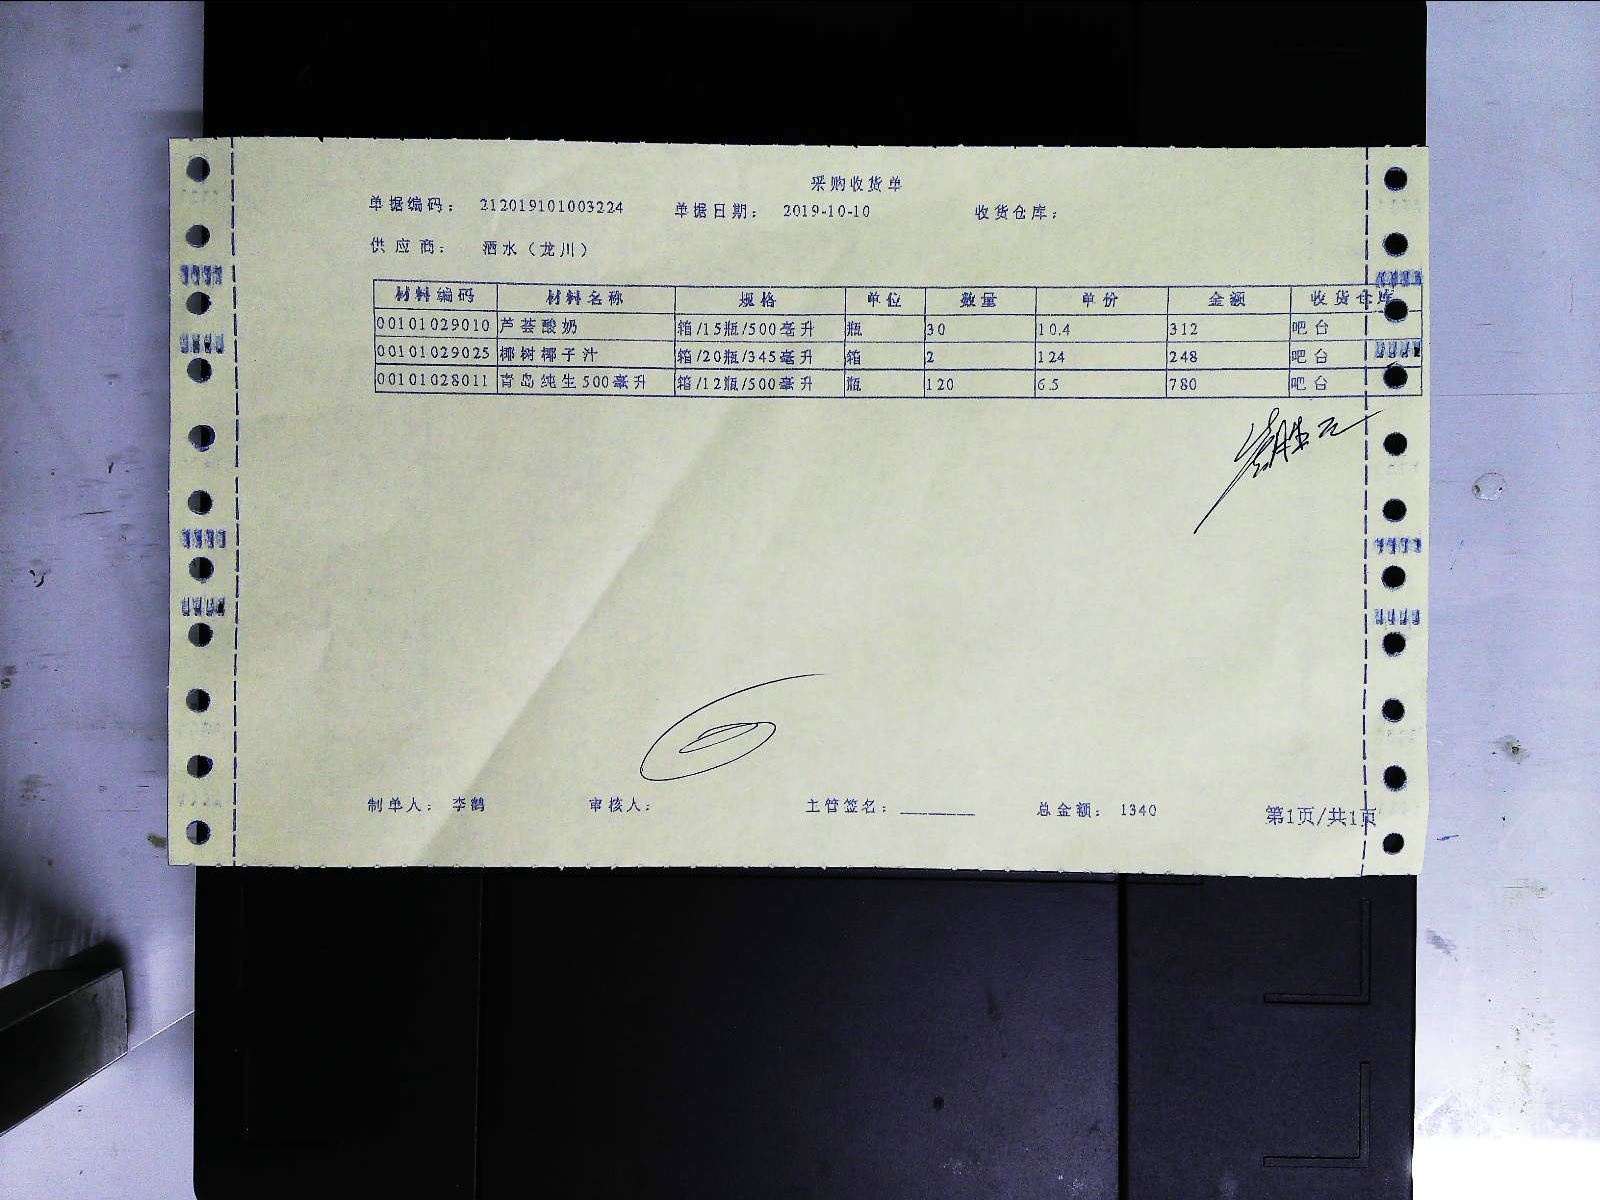 采购收货单
单据编码： 212019101003224 单据日期： 2019-10-10 收货仓库：
供应商： 洒水（龙川）
材料编码 材料名称 规格 单位 数量 单价 金额 收货仓库
00101029010 芦荟酸奶 箱/15瓶/500毫升 瓶 30 10.4 312 吧台
00101029025 椰树椰子汁 箱/20瓶/345毫升 箱 2 124 248 吧台
00101028011 青岛纯生500毫升 箱/12瓶/500毫升 瓶 120 6.5 780 吧台
制单人： 李鹤 审核人： 主管签名：________ 总金额： 1340 第1页/共1页